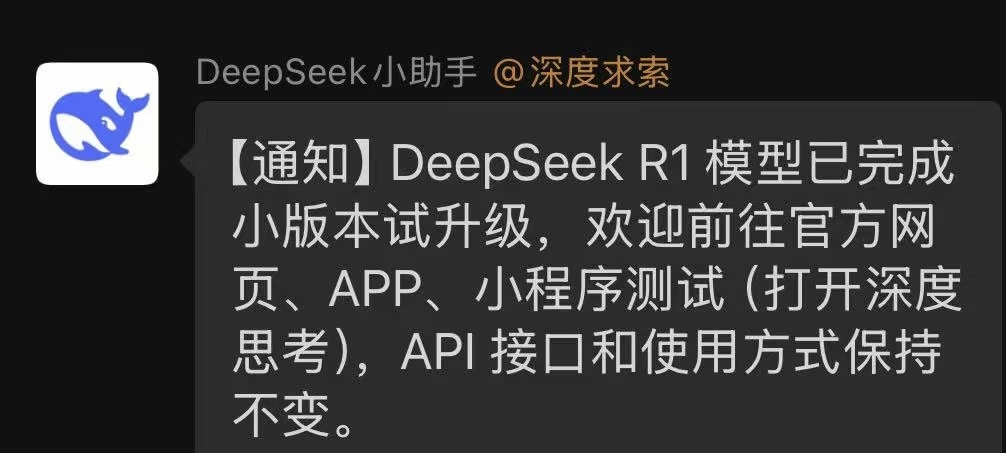 DeepSeek小助手 @深度求索
【通知】DeepSeek R1 模型已完成
小版本试升级，欢迎前往官方网
页、APP、小程序测试（打开深度
思考），API 接口和使用方式保持
不变。